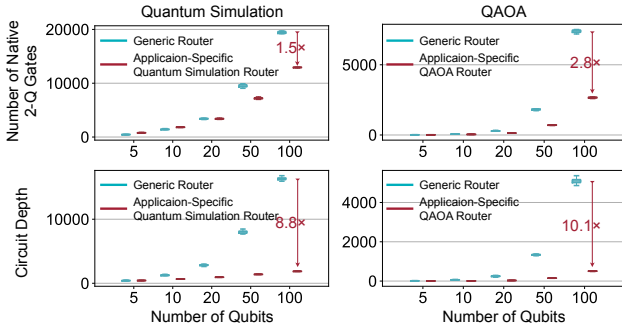 Quantum Simulation
QAOA
Number of Native
2-Q Gates
20000
10000
0
Generic Router
Applicaion-Specific
Quantum Simulation Router
1.5×
5 10 20 50 100
5000
0
Generic Router
Applicaion-Specific
QAOA Router
2.8×
5 10 20 50 100
Circuit Depth
10000
0
Generic Router
Applicaion-Specific
Quantum Simulation Router
8.8×
5 10 20 50 100
Number of Qubits
4000
2000
0
Generic Router
Applicaion-Specific
QAOA Router
10.1×
5 10 20 50 100
Number of Qubits